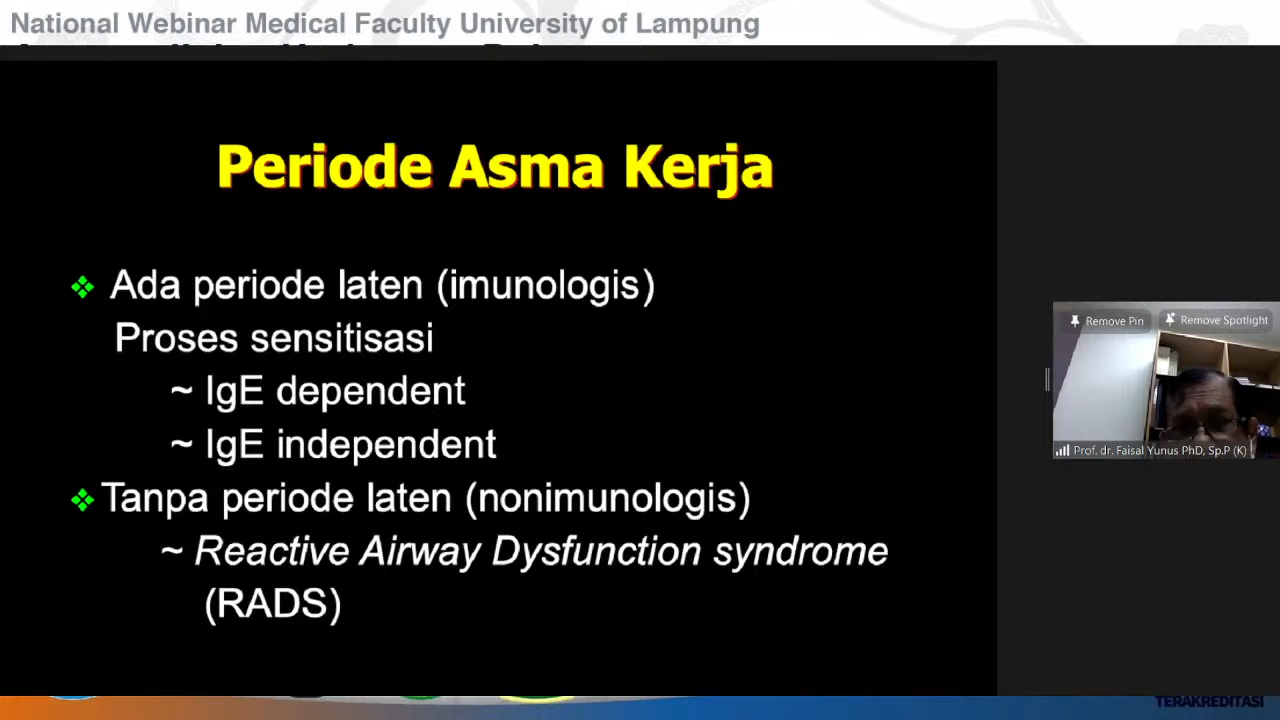 National Webinar Medical Faculty University of Lampung
Periode Asma Kerja
❖ Ada periode laten (imunologis)
Proses sensitisasi
~ IgE dependent
~ IgE independent
❖ Tanpa periode laten (nonimunologis)
~ Reactive Airway Dysfunction syndrome
(RADS)
Remove Pin
Remove Spotlight
Prof. dr. Faisal Yunus PhD, Sp.P (K)
TERAKREDITASI